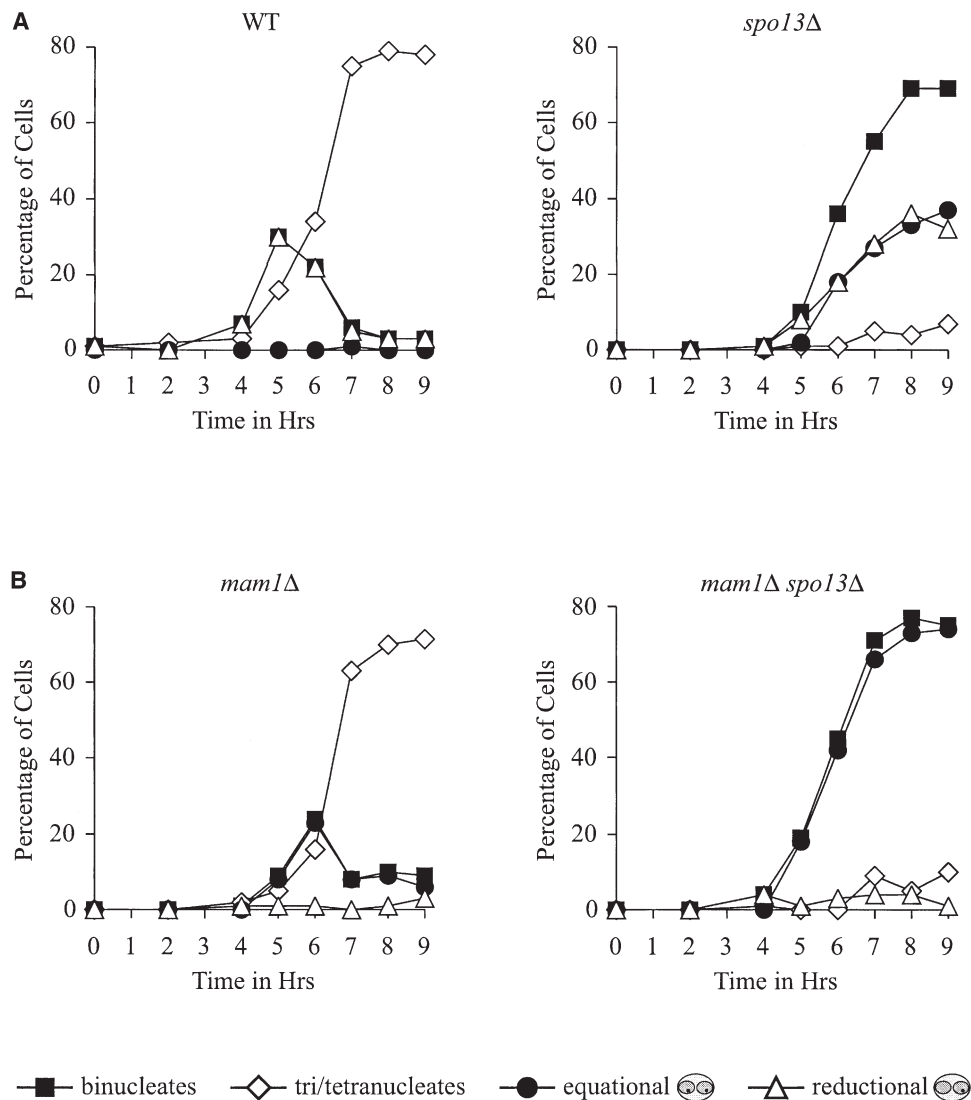 A
WT
spo13Δ
Percentage of Cells
80
60
40
20
0
0 1 2 3 4 5 6 7 8 9
Time in Hrs
Percentage of Cells
80
60
40
20
0
0 1 2 3 4 5 6 7 8 9
Time in Hrs
B
mam1Δ
mam1Δ spo13Δ
Percentage of Cells
80
60
40
20
0
0 1 2 3 4 5 6 7 8 9
Time in Hrs
Percentage of Cells
80
60
40
20
0
0 1 2 3 4 5 6 7 8 9
Time in Hrs
binucleates tri/tetranucleates equational reductional